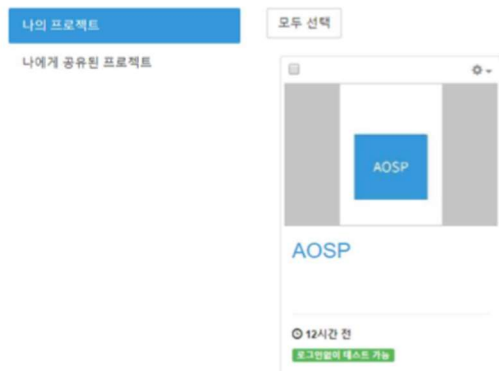 나의 프로젝트
모두 선택
나에게 공유된 프로젝트
AOSP
AOSP
12시간 전
로그인없이 테스트 가능